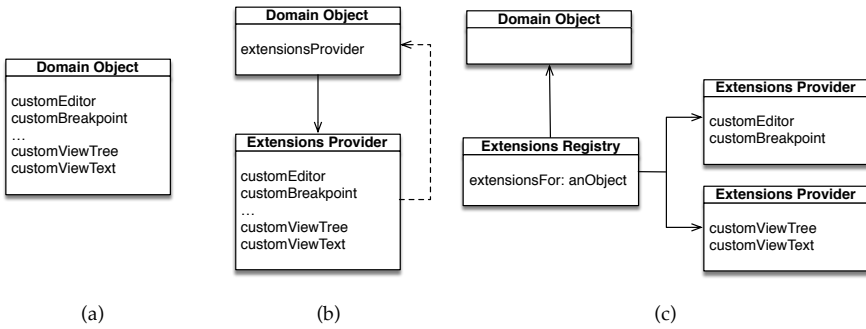 Domain Object
customEditor
customBreakpoint
...
customViewTree
customViewText
(a)
Domain Object
extensionsProvider
Extensions Provider
customEditor
customBreakpoint
...
customViewTree
customViewText
(b)
Domain Object
Extensions Registry
extensionsFor: anObject
Extensions Provider
customEditor
customBreakpoint
Extensions Provider
customViewTree
customViewText
(c)